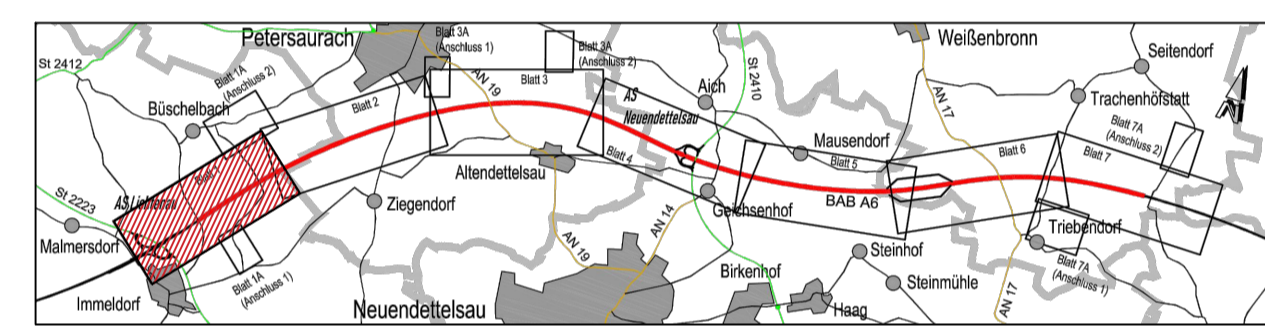 Petersaurach
Blatt 3A
(Anschluss 1)
Blatt 3A
(Anschluss 2)
Weißenbronn
Seitendorf
St 2412
Blatt 1A
(Anschluss 2)
Büschelbach
Blatt 2
AN 19
Blatt 3
AS
Neuendettelsau
Aich
St 2410
AN 17
Trachenhöfstatt
Blatt 7A
(Anschluss 2)
N
Mausendorf
Blatt 1
Altendettelsau
Blatt 4
Blatt 5
Blatt 6
Blatt 7
St 2223
AS Lichtenau
Ziegendorf
Geichsenhof
BAB A6
Malmersdorf
Blatt 1A
(Anschluss 1)
AN 19
AN 14
Steinhof
Triebendorf
Blatt 7A
(Anschluss 1)
Immeldorf
Neuendettelsau
Birkenhof
Haag
Steinmühle
AN 17